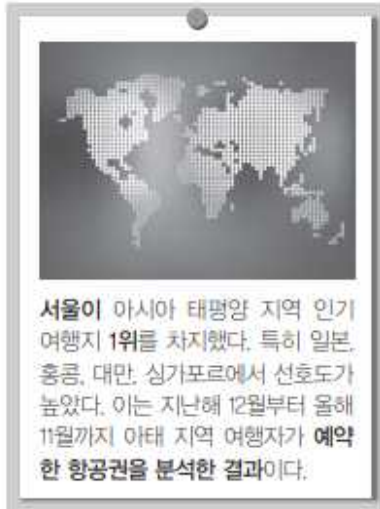 서울이 아시아 태평양 지역 인기
여행지 1위를 차지했다. 특히 일본,
홍콩, 대만, 싱가포르에서 선호도가
높았다. 이는 지난해 12월부터 올해
11월까지 아태 지역 여행자가 예약
한 항공권을 분석한 결과이다.